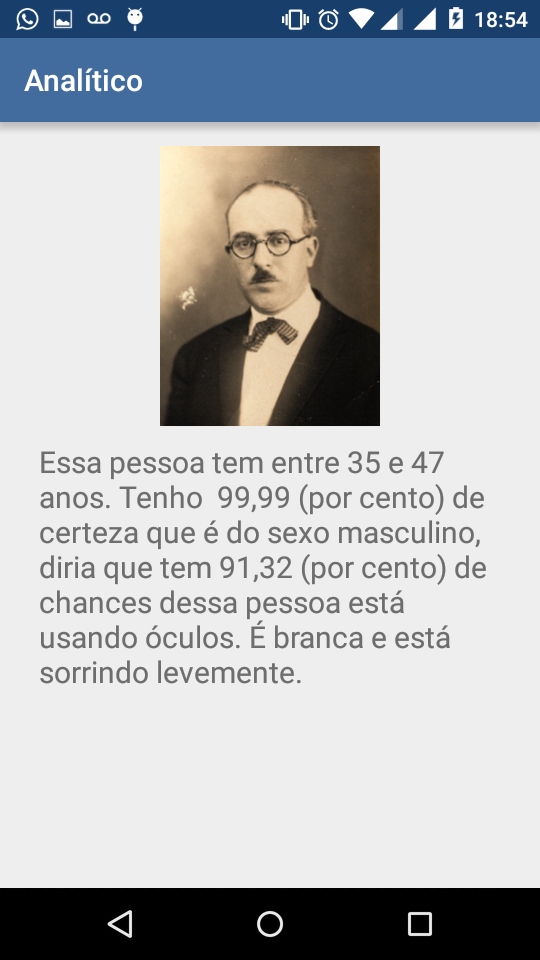 18:54
Analítico
Essa pessoa tem entre 35 e 47
anos. Tenho  99,99 (por cento) de
certeza que é do sexo masculino,
diria que tem 91,32 (por cento) de
chances dessa pessoa está
usando óculos. É branca e está
sorrindo levemente.